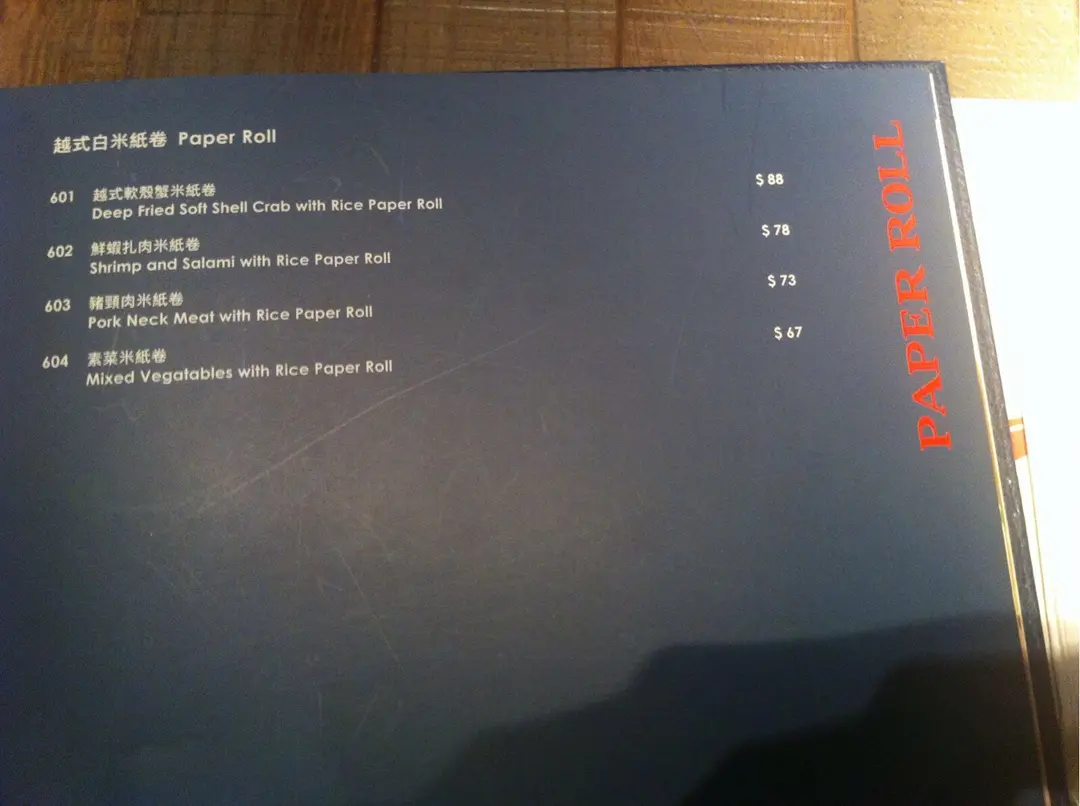 越式白米紙卷 Paper Roll
601 越式軟殼蟹米紙卷 $ 88
Deep Fried Soft Shell Crab with Rice Paper Roll
602 鮮蝦扎肉米紙卷 $ 78
Shrimp and Salami with Rice Paper Roll
603 豬頸肉米紙卷 $ 73
Pork Neck Meat with Rice Paper Roll
604 素菜米紙卷 $ 67
Mixed Vegatables with Rice Paper Roll
PAPER ROLL